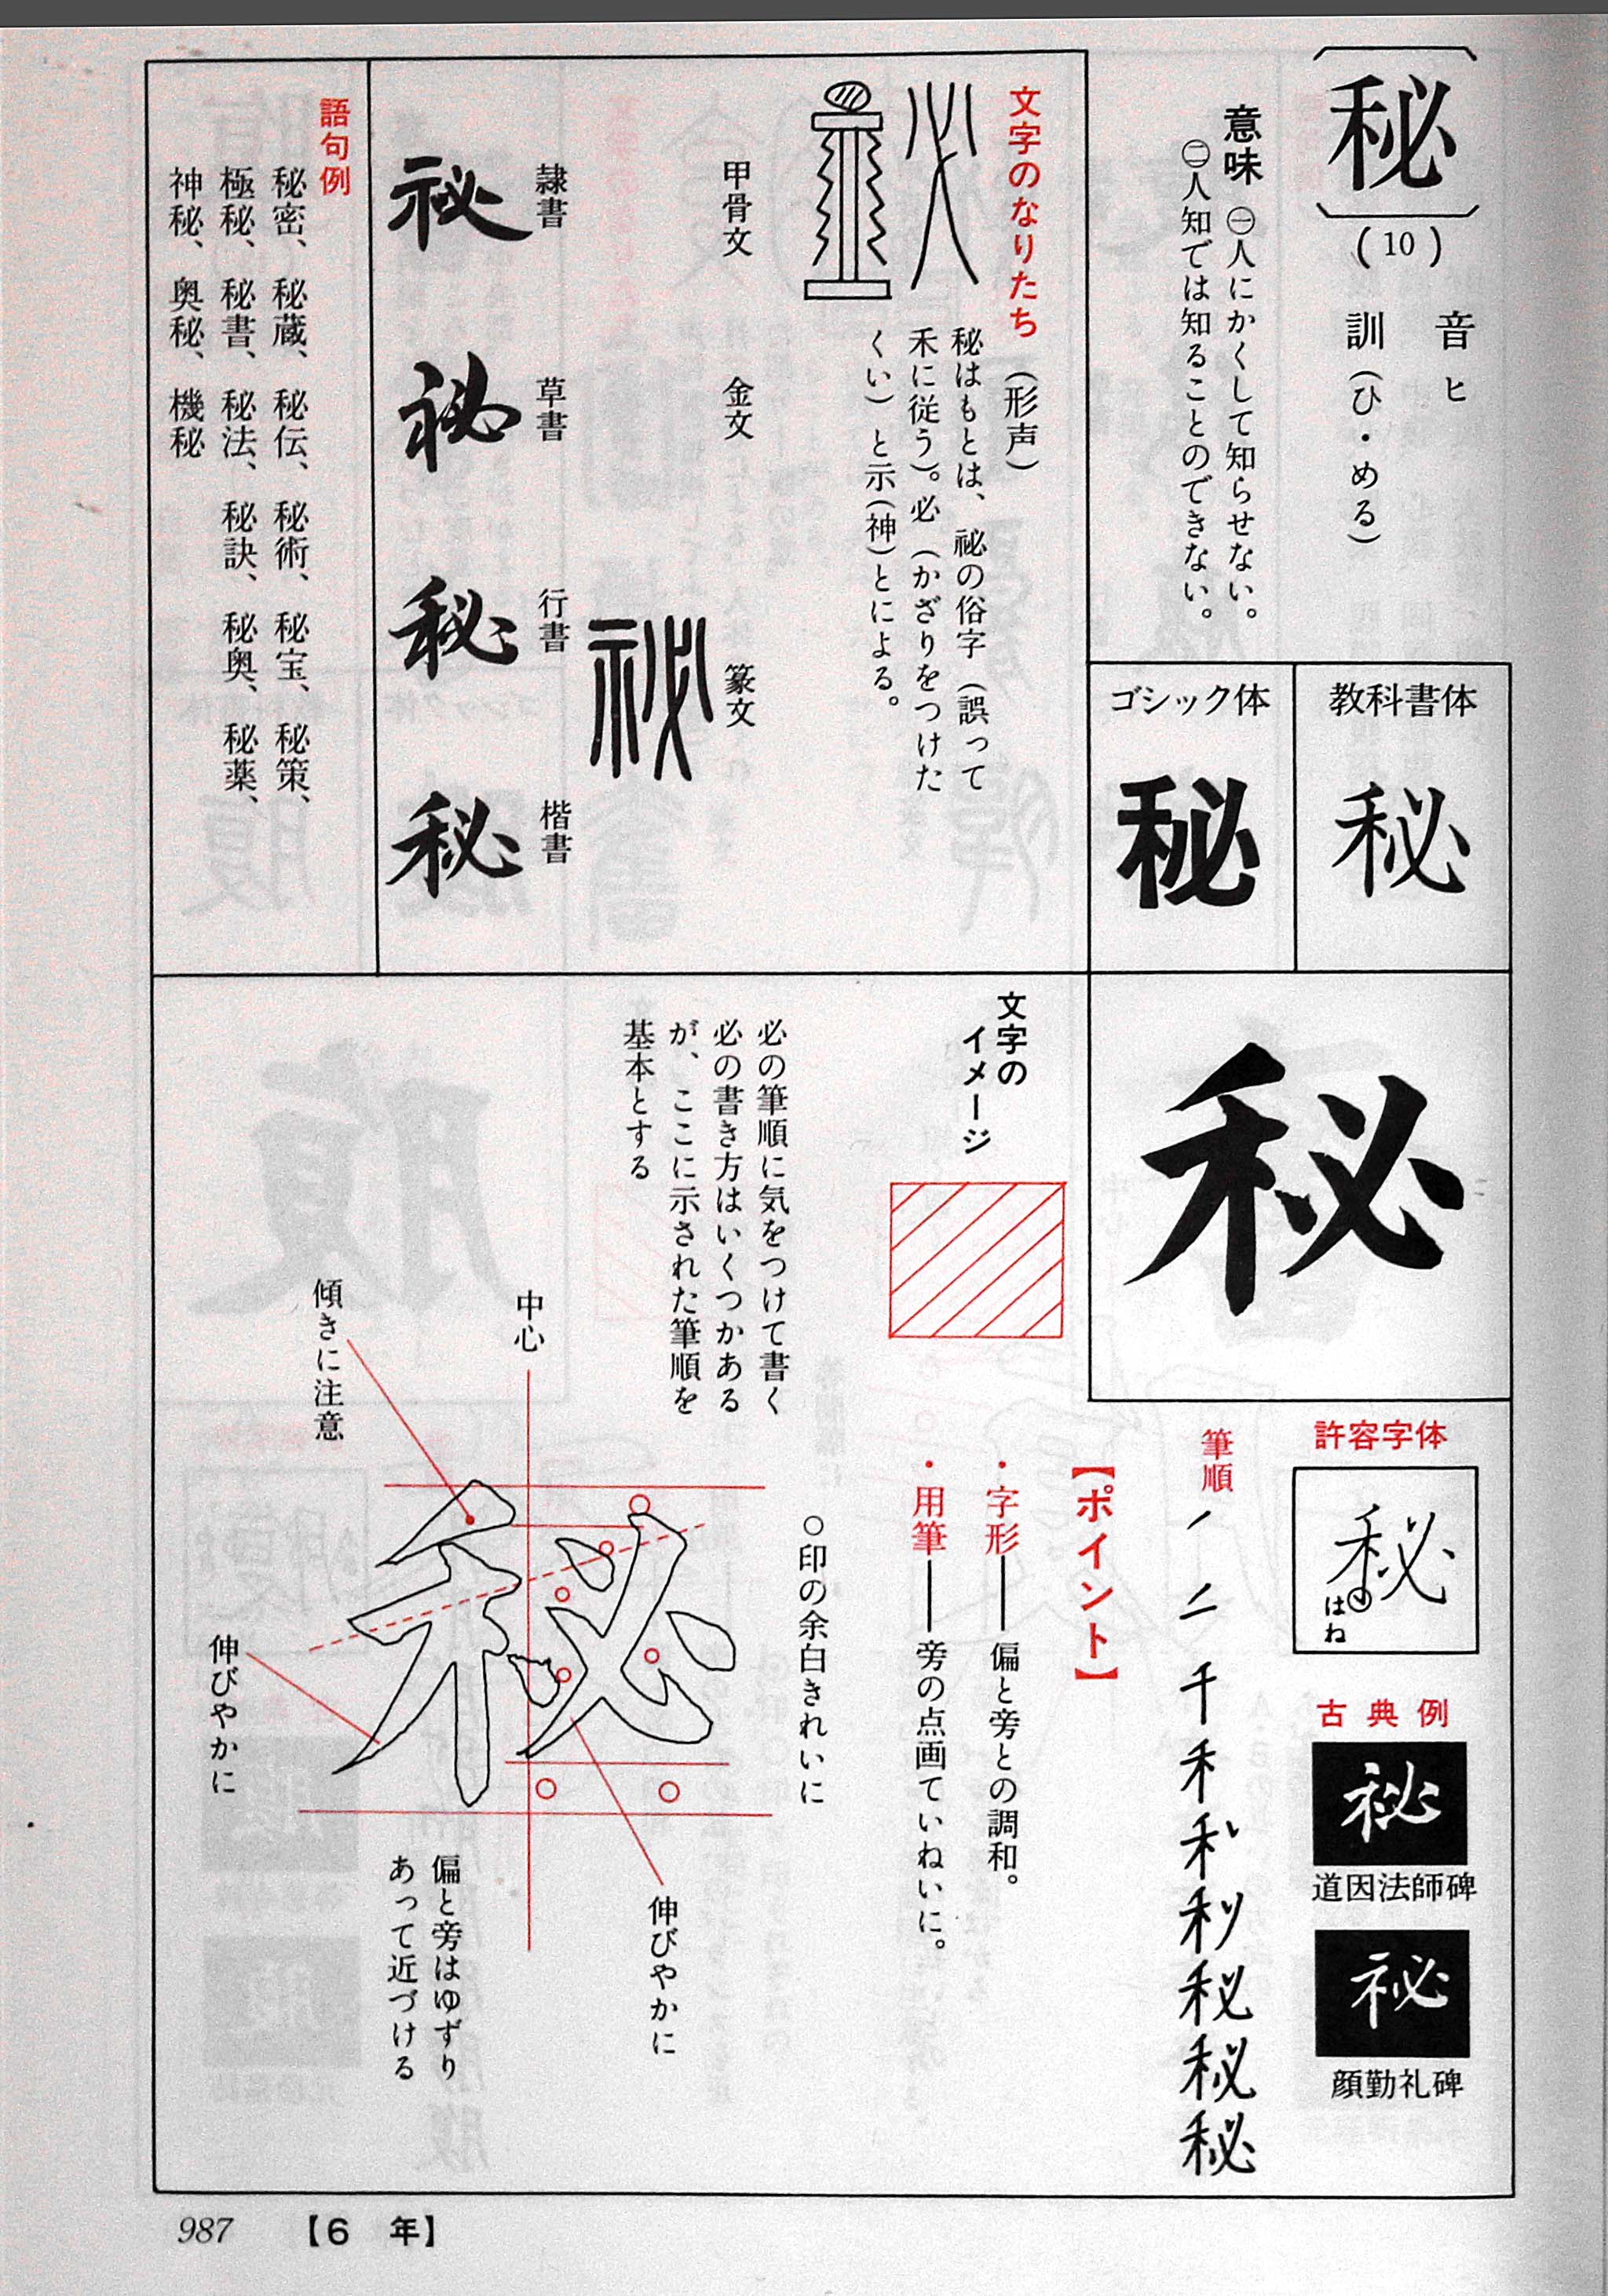 秘
(10)
音 ヒ
訓(ひ・める)
意味 ㊀人にかくして知らせない。
㊁人知では知ることのできない。
教科書体
秘
ゴシック体
秘
文字のなりたち(形声)
秘はもとは、祕の俗字(誤って
禾に従う)。必(かざりをつけた
くい)と示(神)とによる。
甲骨文
金文
篆文
祕
隷書
祕
草書
祕
行書
秘
楷書
秘
語句例
秘密、秘蔵、秘伝、秘術、秘宝、秘策、
極秘、秘書、秘法、秘訣、秘奥、秘薬、
神秘、奥秘、機秘
秘
許容字体
秘
はね
古典例
祕
道因法師碑
祕
顔勤礼碑
筆順
秘
【ポイント】
・字形―偏と旁との調和。
・用筆―旁の点画ていねいに。
文字の
イメージ
必の筆順に気をつけて書く
必の書き方はいくつかある
が、ここに示された筆順を
基本とする
○印の余白きれいに
中心
傾きに注意
伸びやかに
伸びやかに
偏と旁はゆずり
あって近づける
987 【6 年】